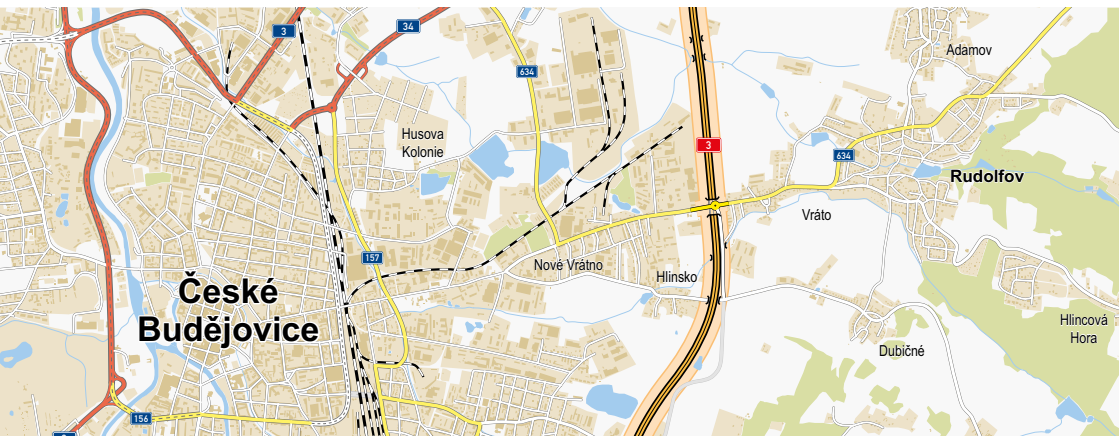 3
34
Adamov
634
Husova
Kolonie
3
634
Rudolfov
Vráto
157
Nové Vrátno
Hlinsko
České
Budějovice
Hlincová
Hora
Dubičné
156